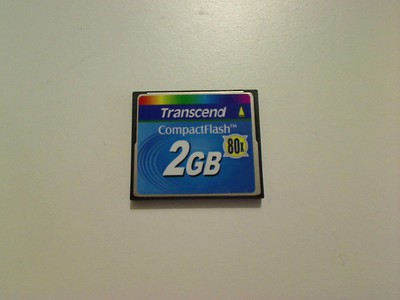 Transcend
CompactFlash™
2GB
80x